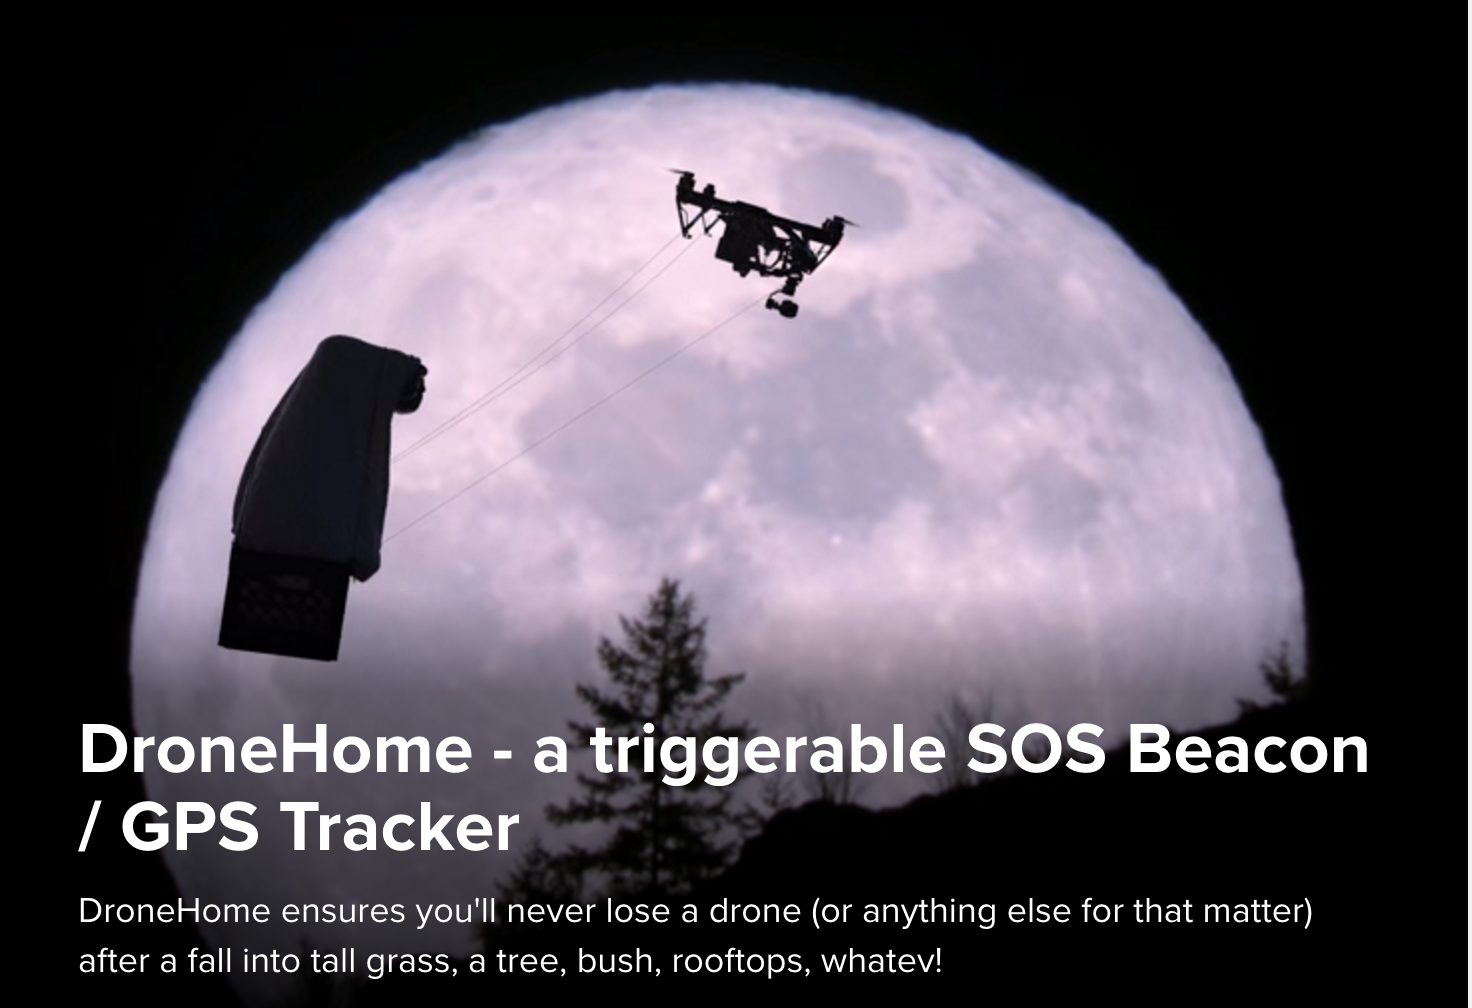 DroneHome - a triggerable SOS Beacon
/ GPS Tracker
DroneHome ensures you'll never lose a drone (or anything else for that matter)
after a fall into tall grass, a tree, bush, rooftops, whatev!